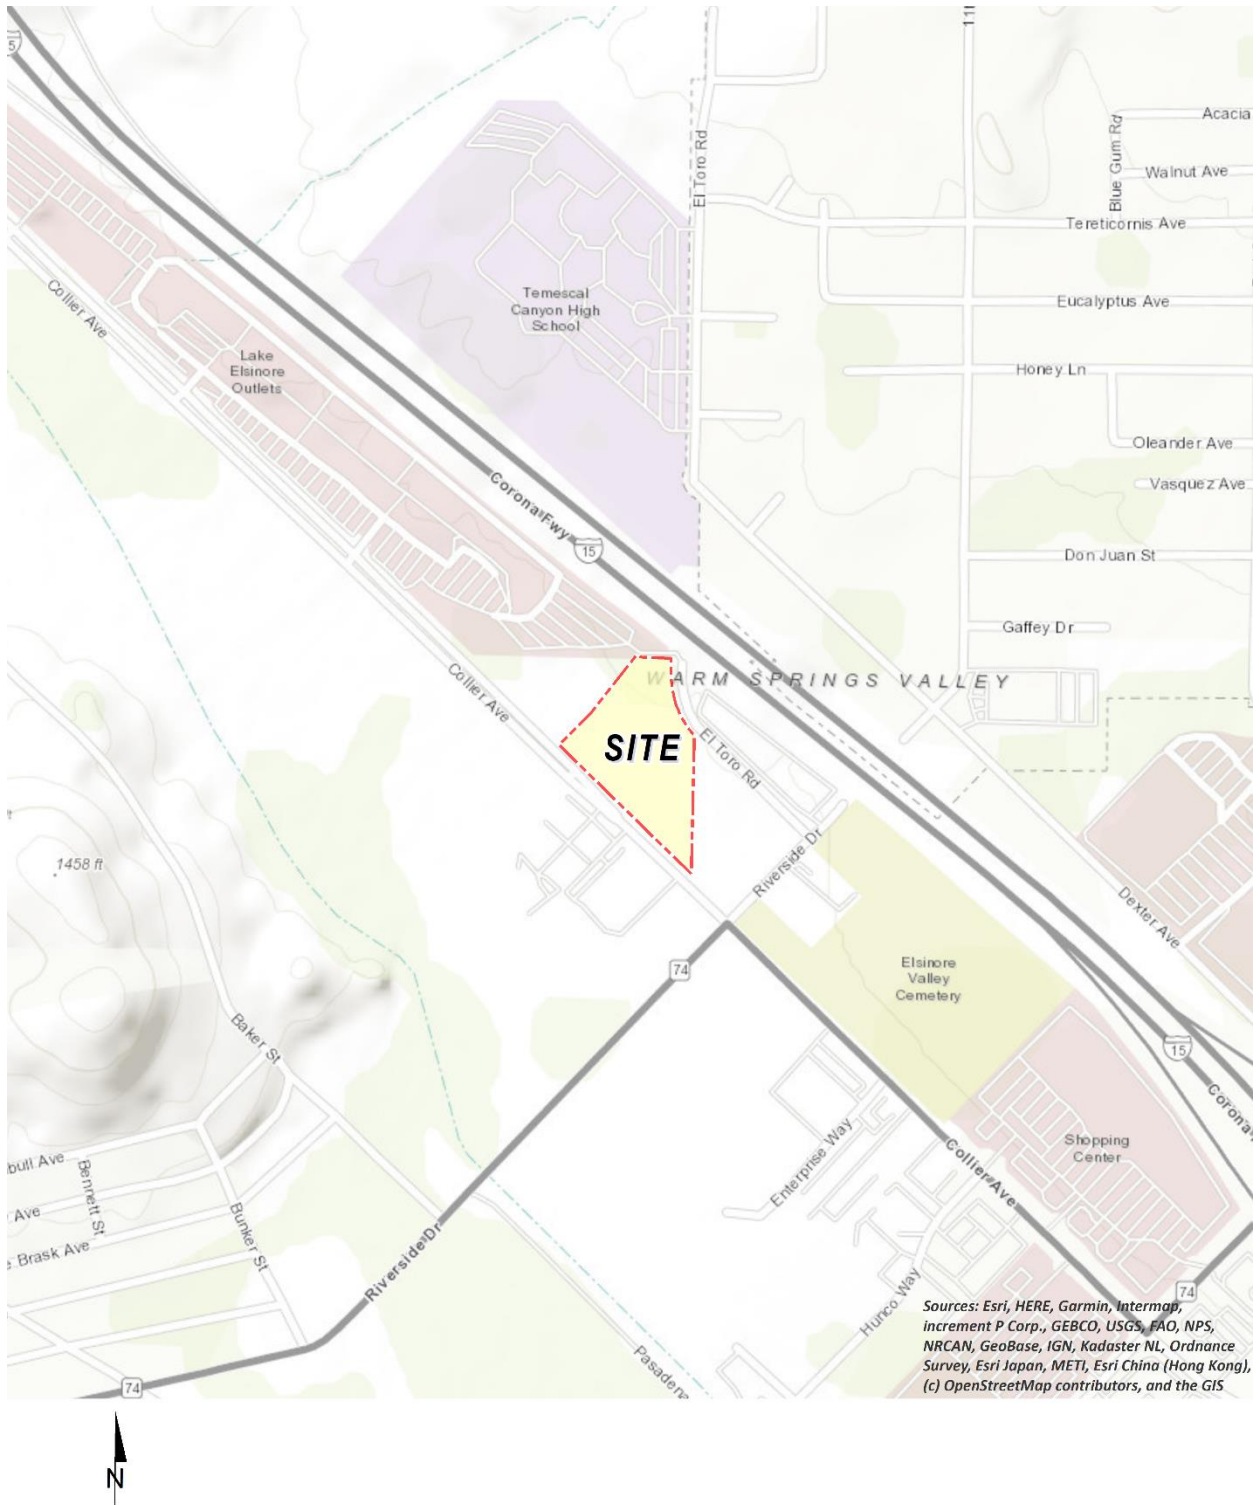 5
11
Acacia
Blue Gum Rd
Walnut Ave
El Toro Rd
Tereticornis Ave
Eucalyptus Ave
Temescal
Canyon High
School
Collier Ave
Lake
Elsinore
Outlets
Honey Ln
Oleander Ave
Vasquez Ave
Corona Fwy
15
Don Juan St
Gaffey Dr
WARM SPRINGS VALLEY
Collier Ave
SITE
El Toro Rd
Riverside Dr
1458 ft
Dexter Ave
Elsinore
Valley
Cemetery
74
Baker St
15
Corona
Shopping
Center
Enterprise Way
Collier Ave
bull Ave
Bennett St
Ave
Bunker St
Brask Ave
Riverside Dr
Hunco Way
74
Pasadena
74
Sources: Esri, HERE, Garmin, Intermap,
increment P Corp., GEBCO, USGS, FAO, NPS,
NRCAN, GeoBase, IGN, Kadaster NL, Ordnance
Survey, Esri Japan, METI, Esri China (Hong Kong),
(c) OpenStreetMap contributors, and the GIS
N